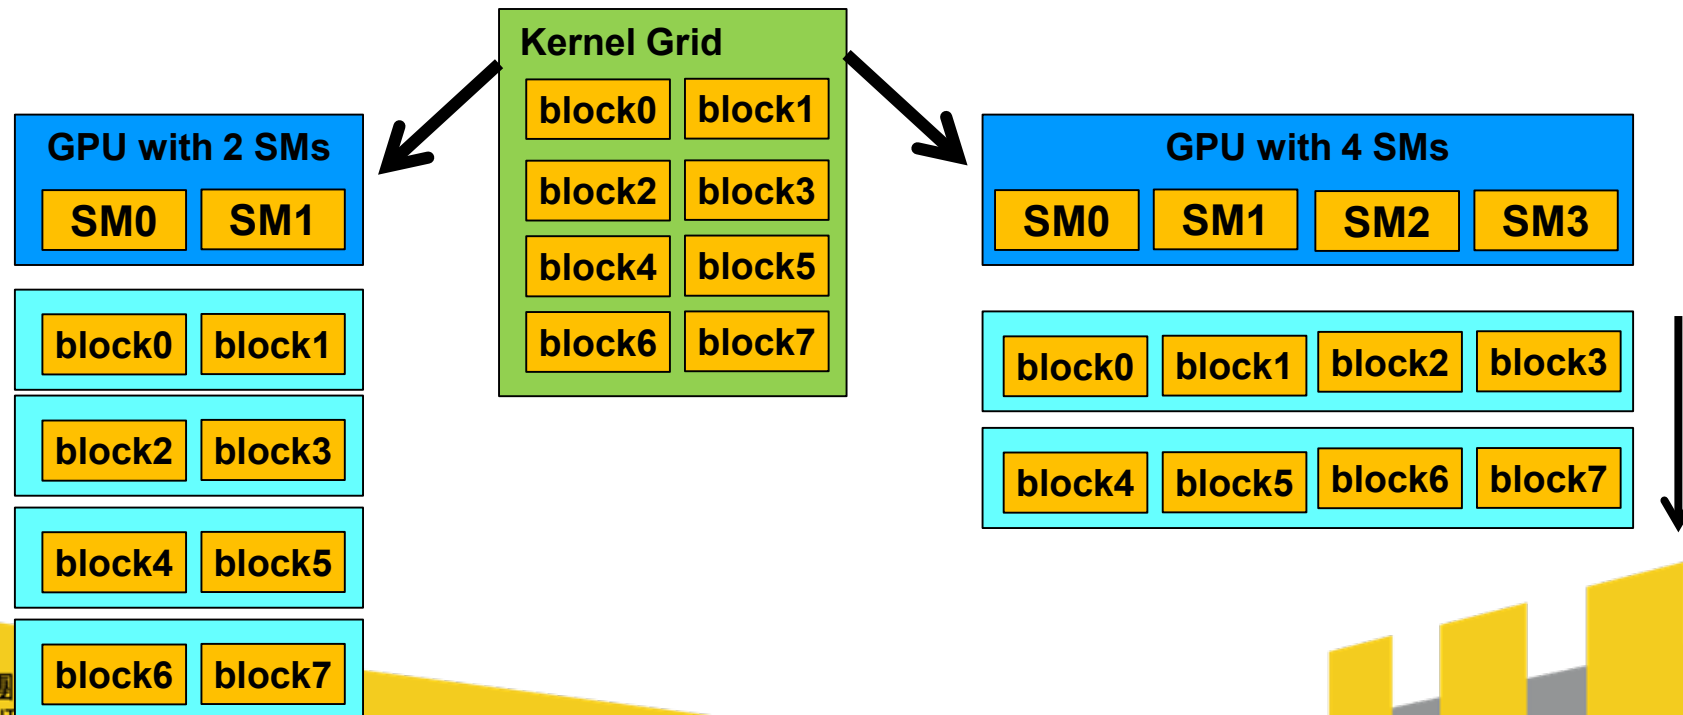 Kernel Grid
block0 block1
block2 block3
block4 block5
block6 block7
GPU with 2 SMs
SM0 SM1
block0 block1
block2 block3
block4 block5
block6 block7
GPU with 4 SMs
SM0 SM1 SM2 SM3
block0 block1 block2 block3
block4 block5 block6 block7